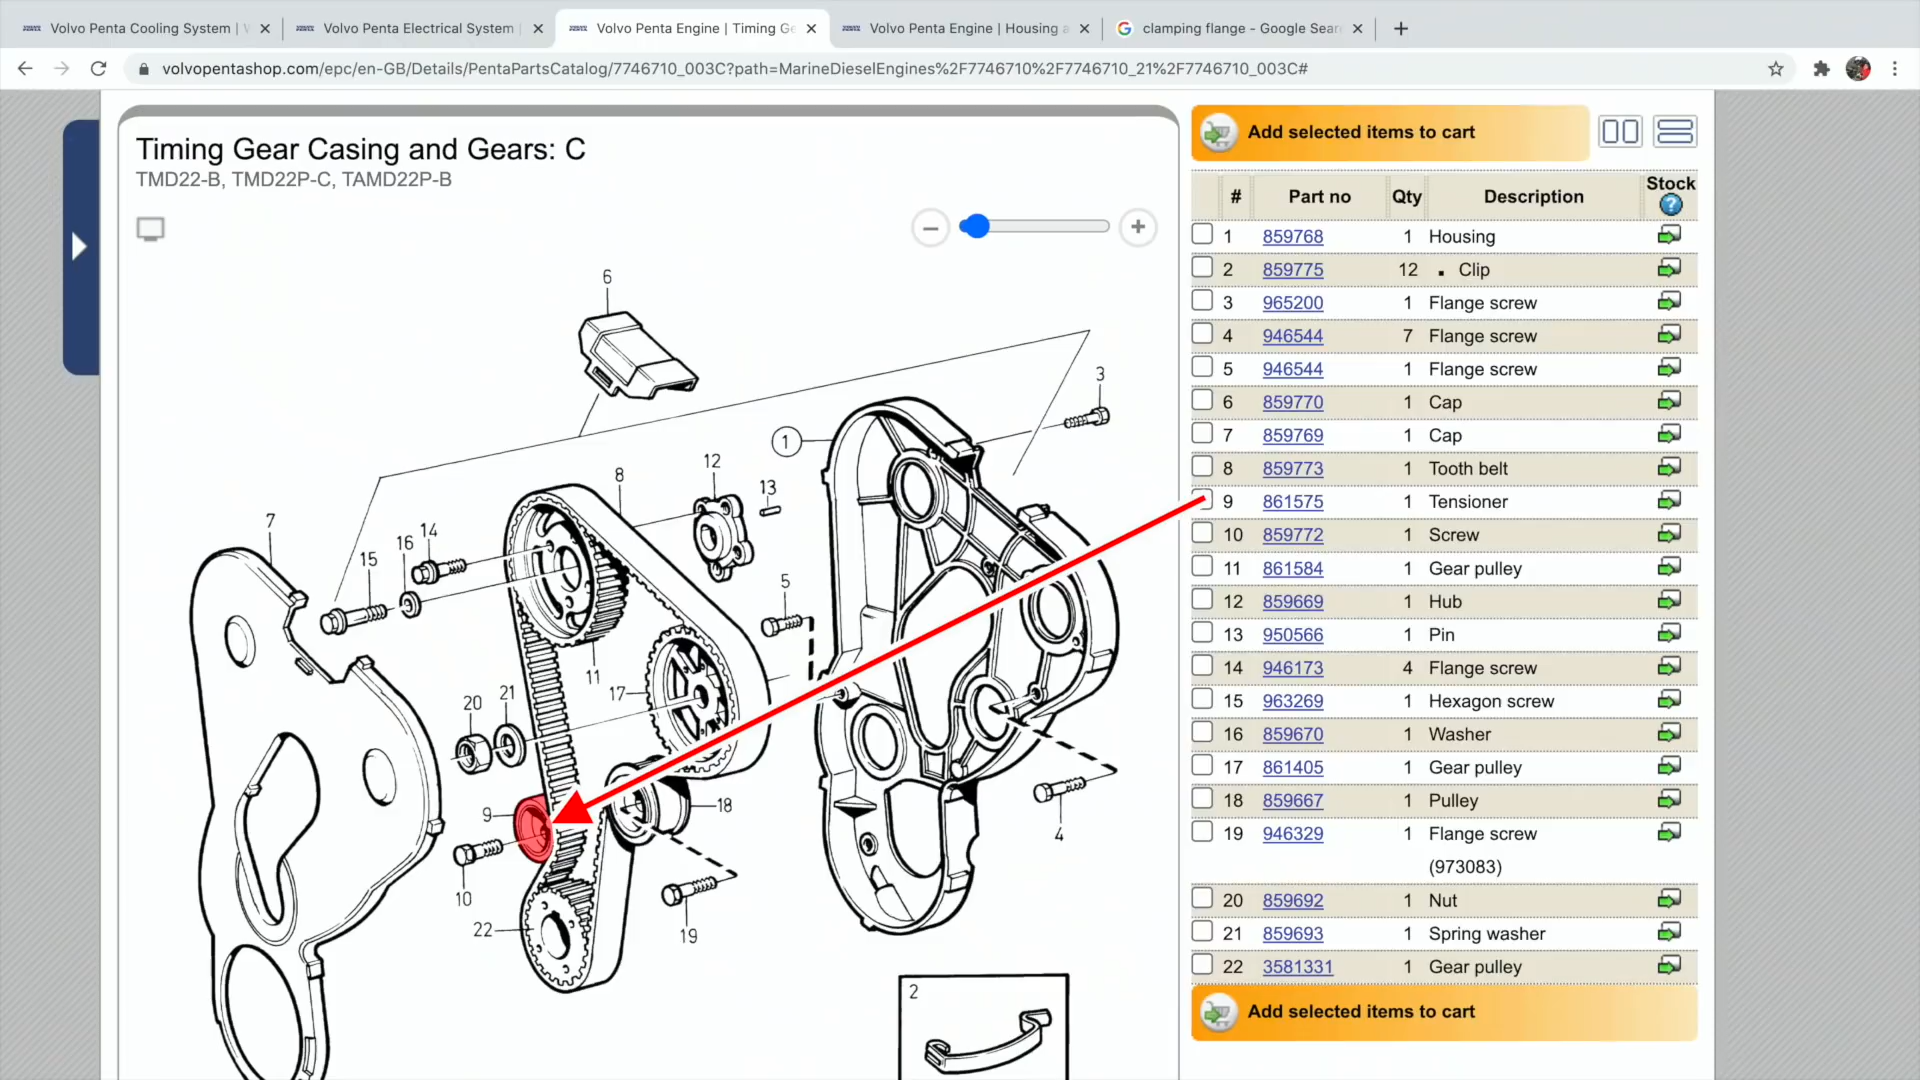 Volvo Penta Cooling System |
Volvo Penta Electrical System |
Volvo Penta Engine | Timing Ge
Volvo Penta Engine | Housing a
clamping flange - Google Sear
volvopentashop.com/epc/en-GB/Details/PentaPartsCatalog/7746710_003C?path=MarineDieselEngines%2F7746710%2F7746710_21%2F7746710_003C#
Timing Gear Casing and Gears: C
TMD22-B, TMD22P-C, TAMD22P-B
6
3
1
12
8
13
7
14
16
15
5
11
17
21
20
9
18
4
10
22
19
2
Add selected items to cart
# Part no Qty Description Stock
1 859768 1 Housing
2 859775 12 ▪ Clip
3 965200 1 Flange screw
4 946544 7 Flange screw
5 946544 1 Flange screw
6 859770 1 Cap
7 859769 1 Cap
8 859773 1 Tooth belt
9 861575 1 Tensioner
10 859772 1 Screw
11 861584 1 Gear pulley
12 859669 1 Hub
13 950566 1 Pin
14 946173 4 Flange screw
15 963269 1 Hexagon screw
16 859670 1 Washer
17 861405 1 Gear pulley
18 859667 1 Pulley
19 946329 1 Flange screw
(973083)
20 859692 1 Nut
21 859693 1 Spring washer
22 3581331 1 Gear pulley
Add selected items to cart